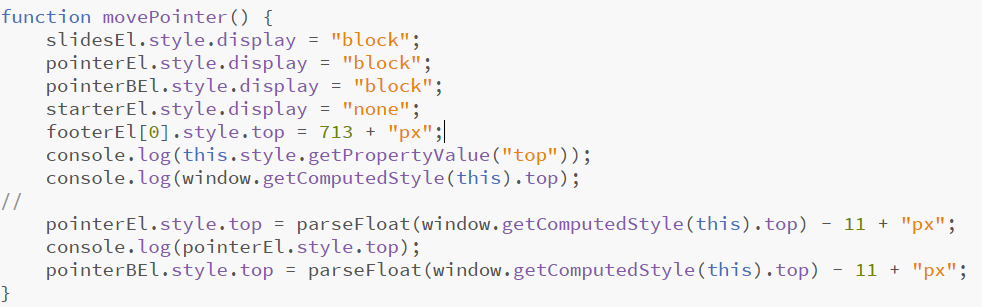 function movePointer() {
    slidesEl.style.display = "block";
    pointerEl.style.display = "block";
    pointerBEl.style.display = "block";
    starterEl.style.display = "none";
    footerEl[0].style.top = 713 + "px";
    console.log(this.style.getPropertyValue("top"));
    console.log(window.getComputedStyle(this).top);
//
    pointerEl.style.top = parseFloat(window.getComputedStyle(this).top) - 11 + "px";
    console.log(pointerEl.style.top);
    pointerBEl.style.top = parseFloat(window.getComputedStyle(this).top) - 11 + "px";
}